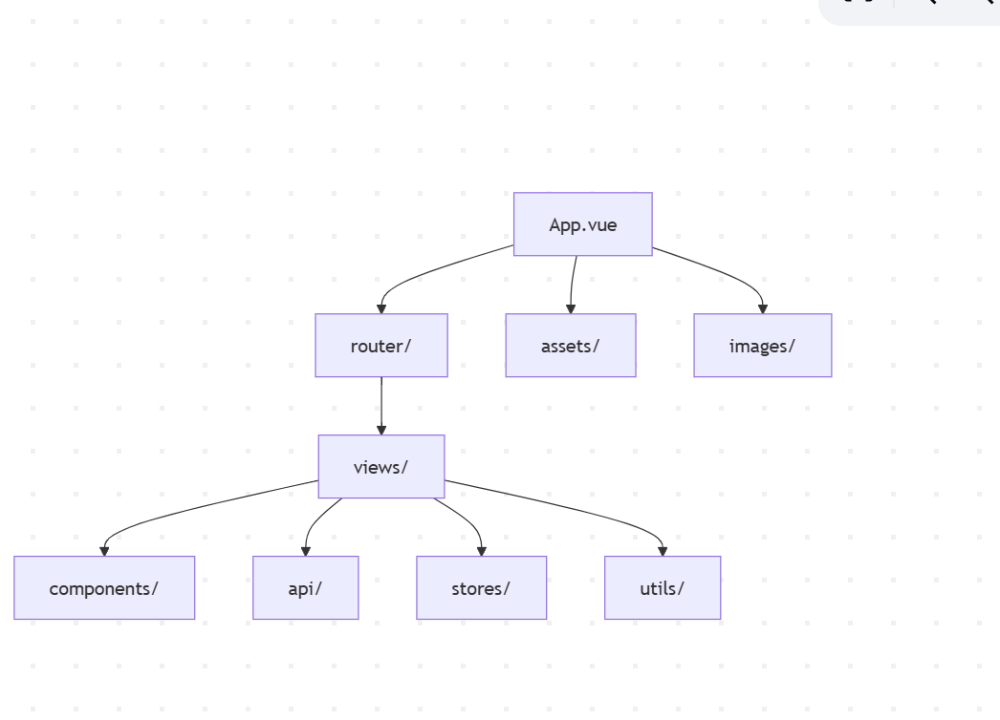 App.vue
router/
assets/
images/
views/
components/
api/
stores/
utils/